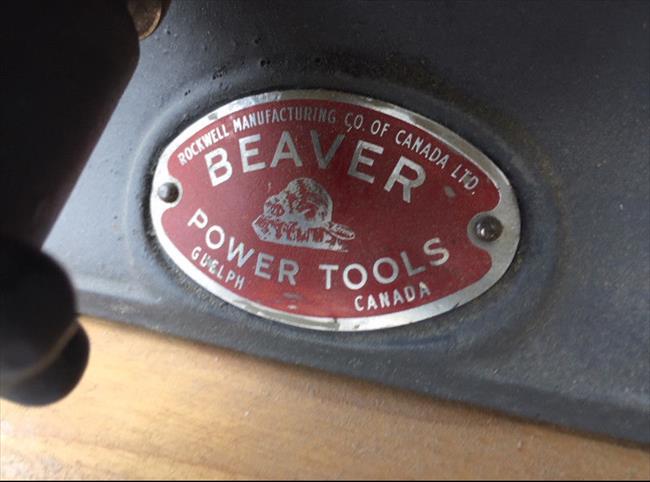 ROCKWELL MANUFACTURING CO. OF CANADA LTD.
BEAVER
POWER TOOLS
GUELPH
CANADA